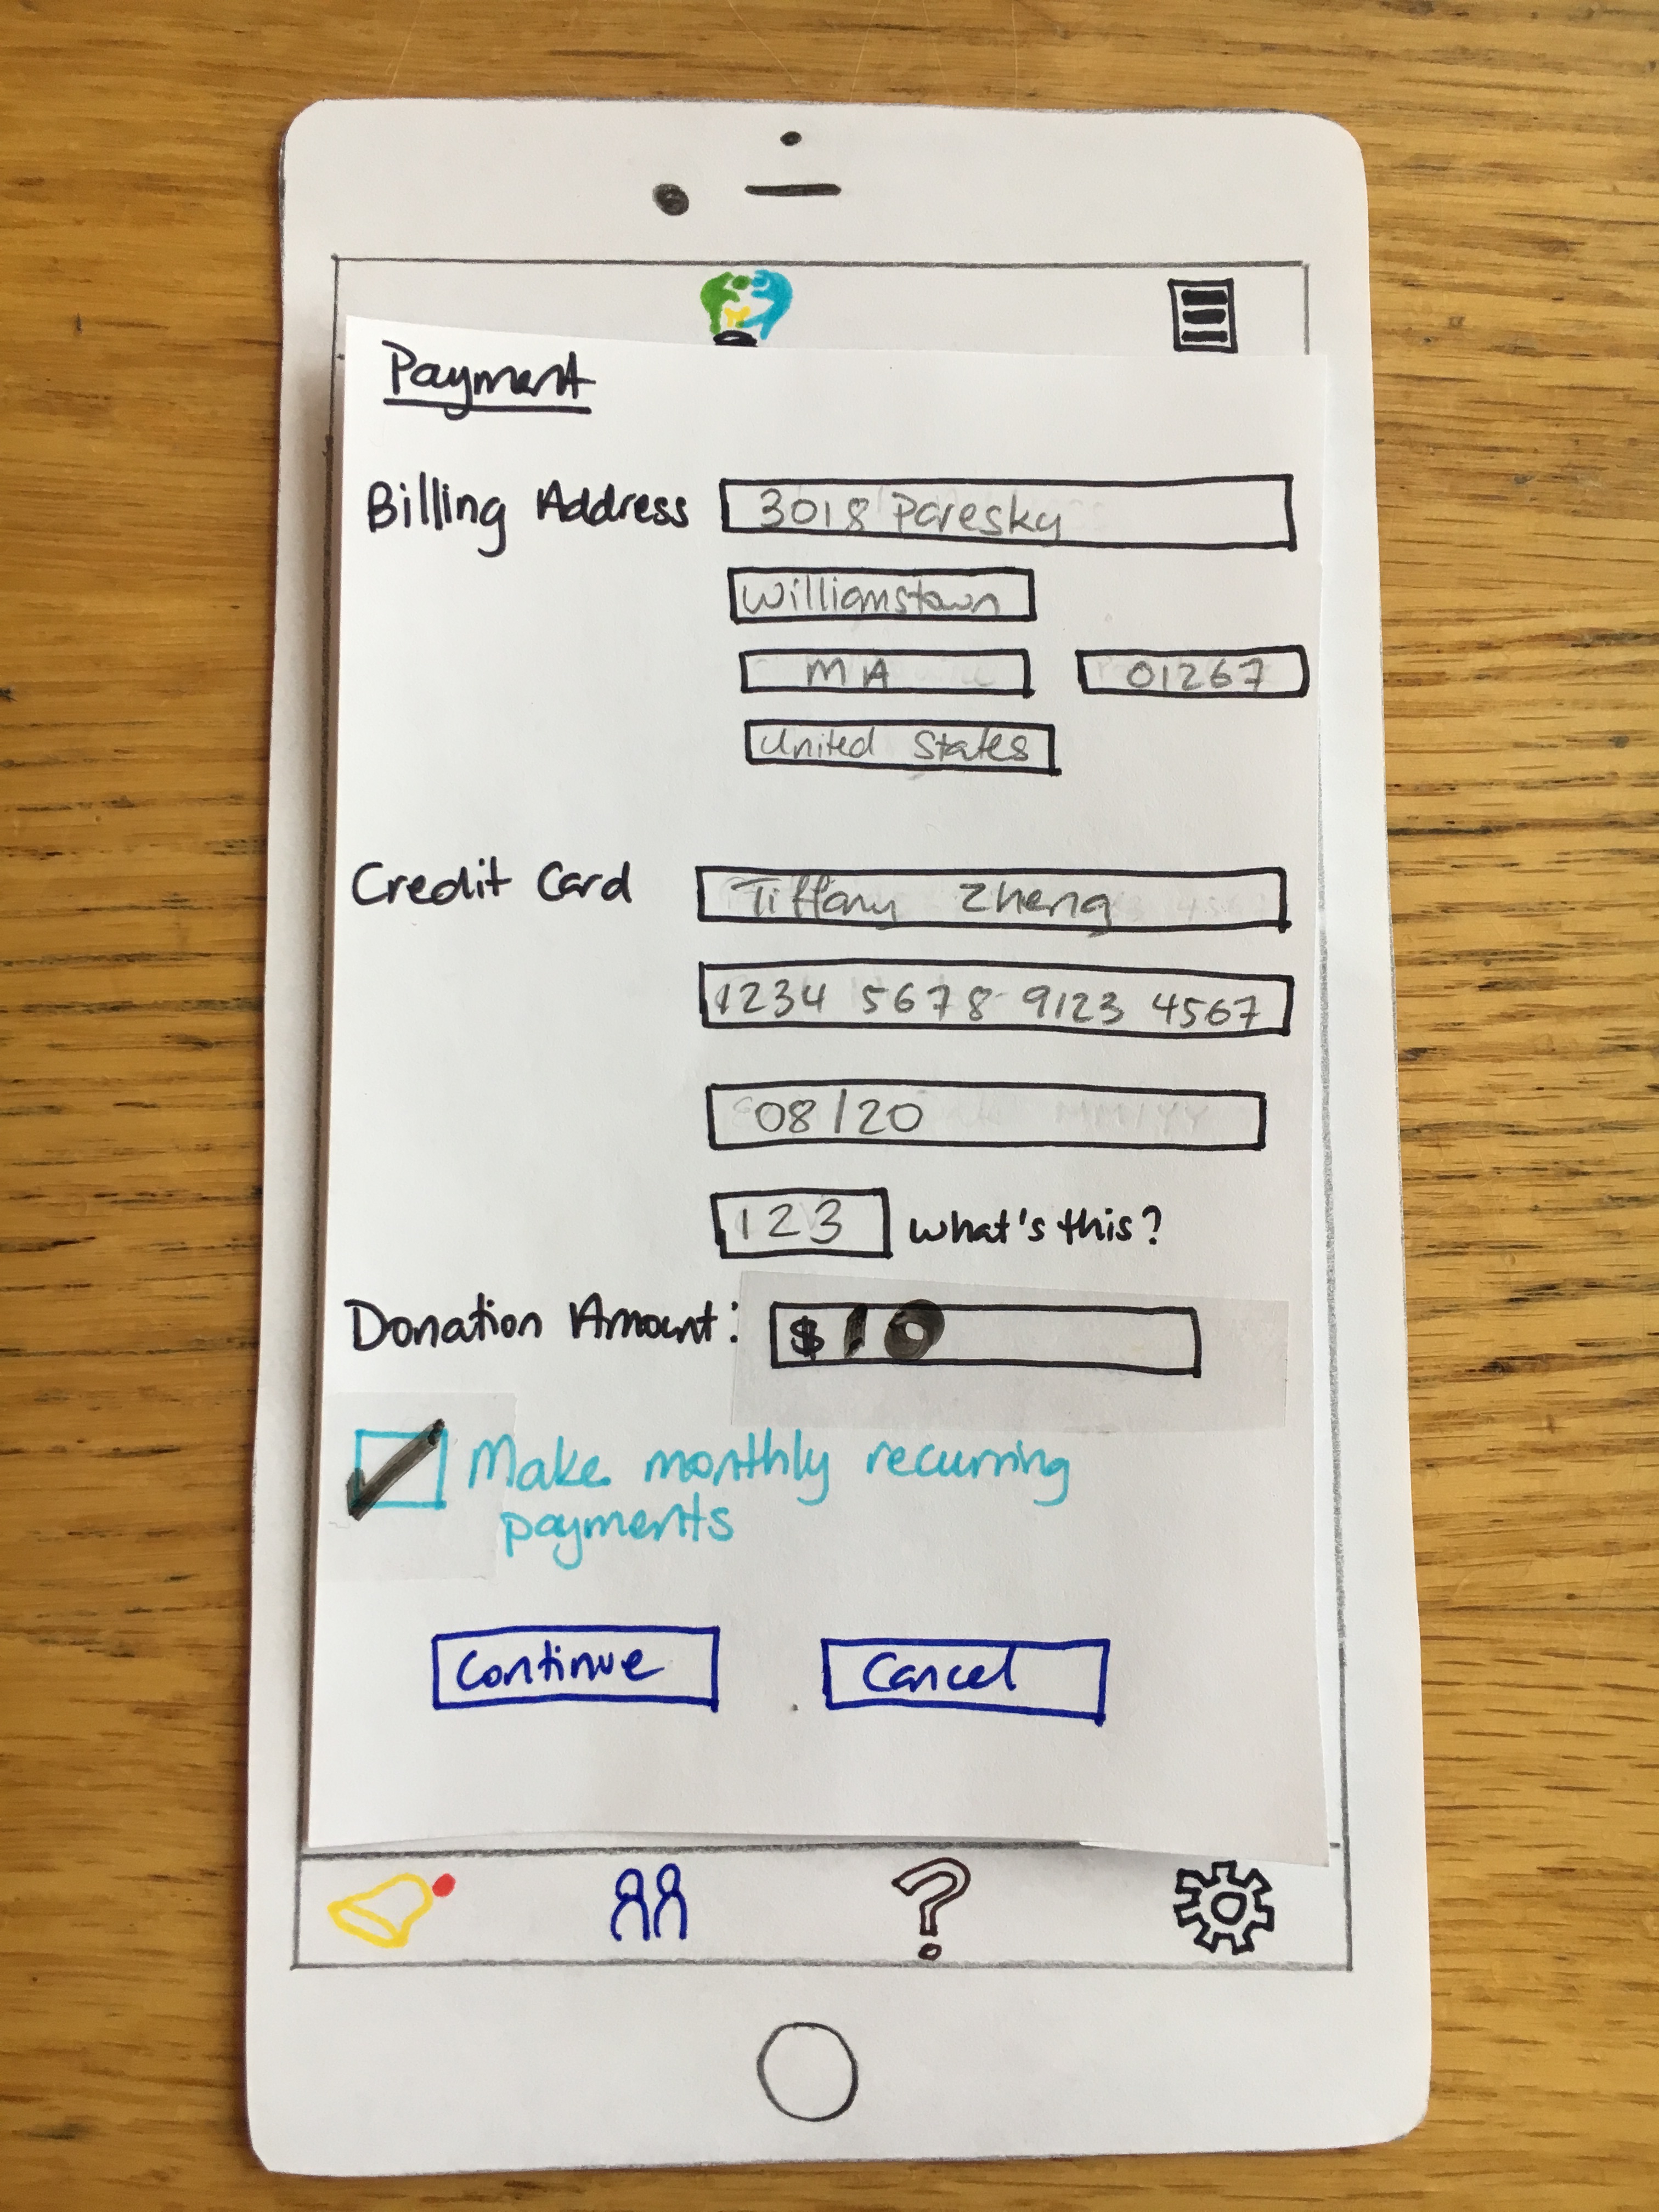 Payment
Billing Address 3018 Paresky
Williamstown
MA 01267
United States
Credit Card Tiffany Zheng
1234 5678 9123 4567
08/20
123 what's this?
Donation Amount: $10
Make monthly recurring
payments
Continue Cancel
?